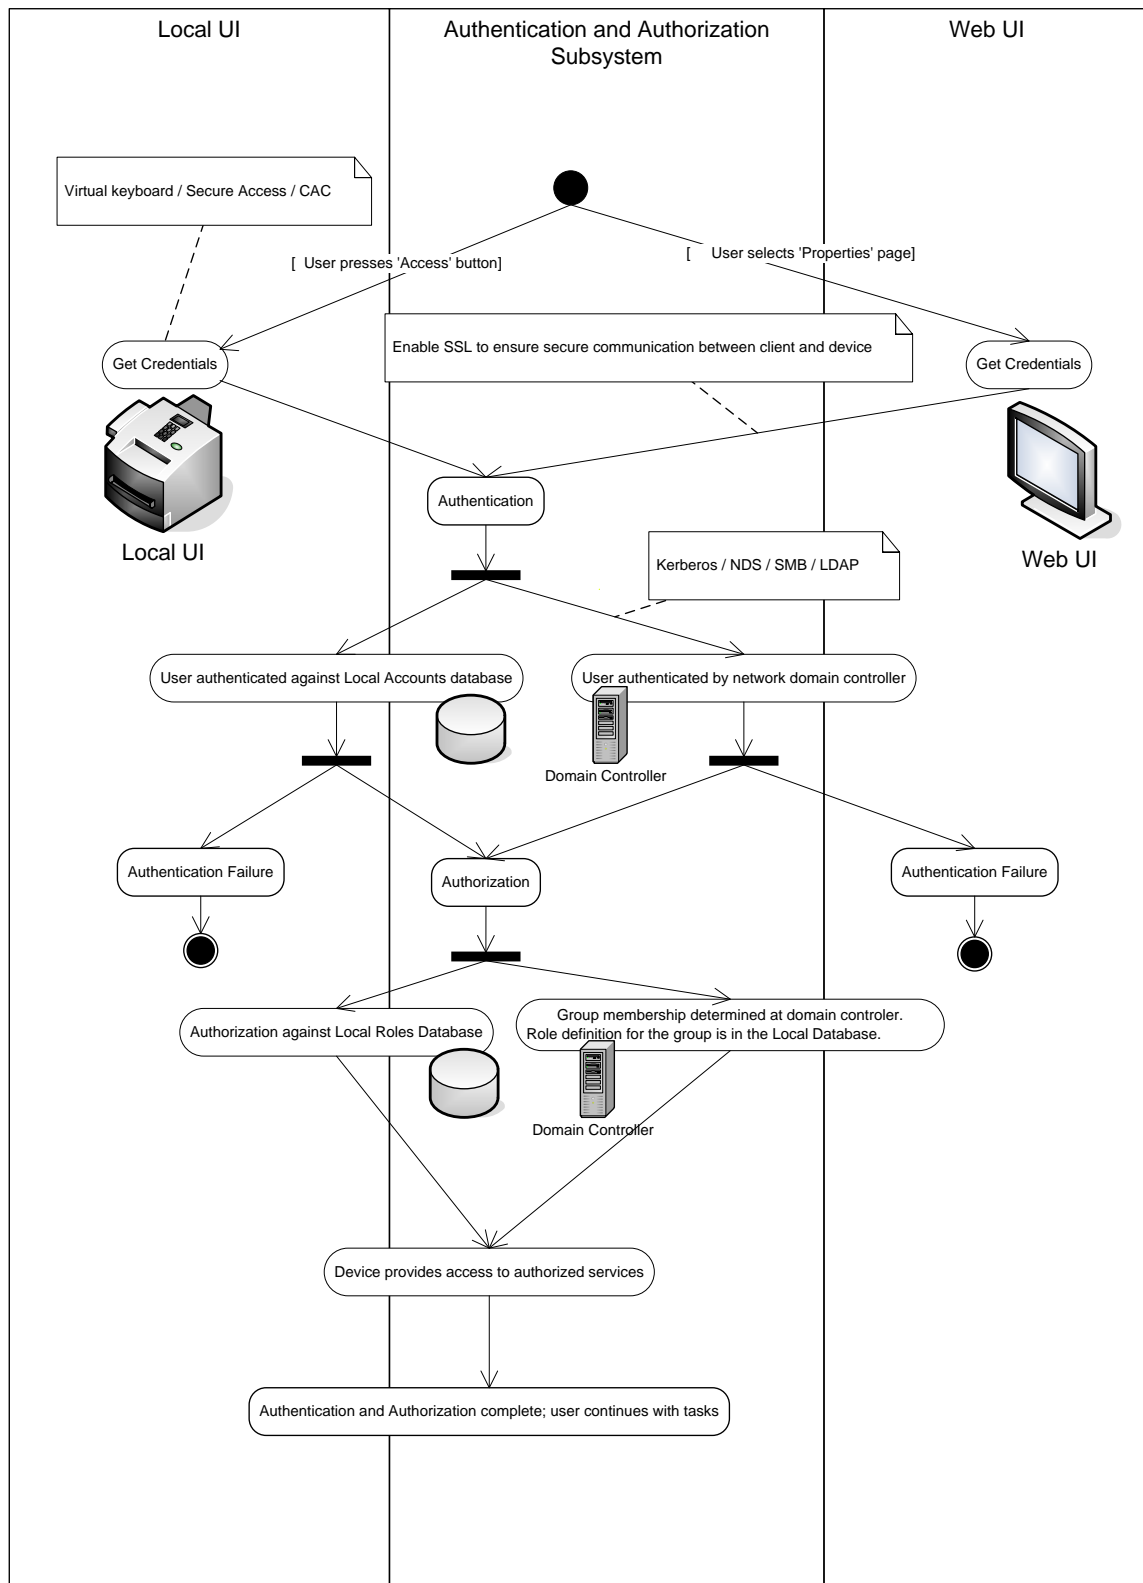 Local UI
Authentication and Authorization
Subsystem
Web UI
Virtual keyboard / Secure Access / CAC
[ User presses 'Access' button]
[ User selects 'Properties' page]
Enable SSL to ensure secure communication between client and device
Get Credentials
Get Credentials
Authentication
Local UI
Web UI
Kerberos / NDS / SMB / LDAP
User authenticated against Local Accounts database
User authenticated by network domain controller
Domain Controller
Authentication Failure
Authorization
Authentication Failure
Authorization against Local Roles Database
Group membership determined at domain controler.
Role definition for the group is in the Local Database.
Domain Controller
Device provides access to authorized services
Authentication and Authorization complete; user continues with tasks